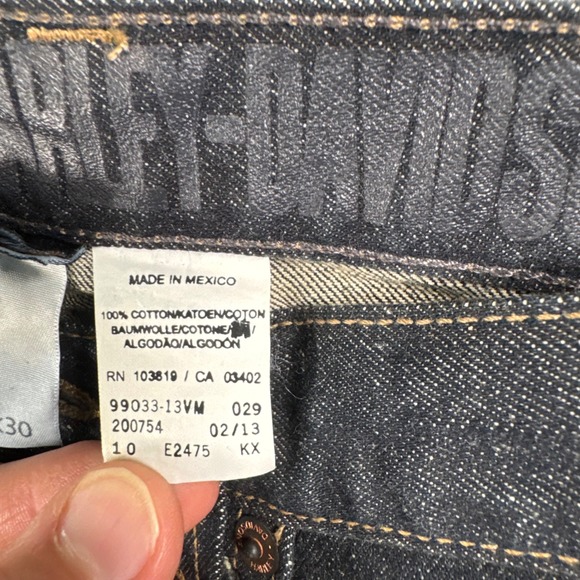 ARLEY-DAVIDS
MADE IN MEXICO
100% COTTON/KATOEN/COTON
BAUMWOLLE/COTONE/
ALGODÃO/ALGODÓN
RN 103819 / CA 03402
99033-13VM 029
200754 02/13
10 E2475 KX
X30